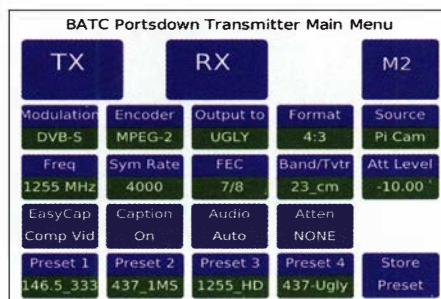 BATC Portsdown Transmitter Main Menu
TX RX M2
Modulation Encoder Output to Format Source
DVB-S MPEG-2 UGLY 4:3 Pi Cam
Freq Sym Rate FEC Band/Tvtr Att Level
1255 MHz 4000 7/8 23_cm -10.00
EasyCap Caption Audio Atten
Comp Vid On Auto NONE
Preset 1 Preset 2 Preset 3 Preset 4 Store
146.5_333 437_1MS 1255_HD 437-Ugly Preset